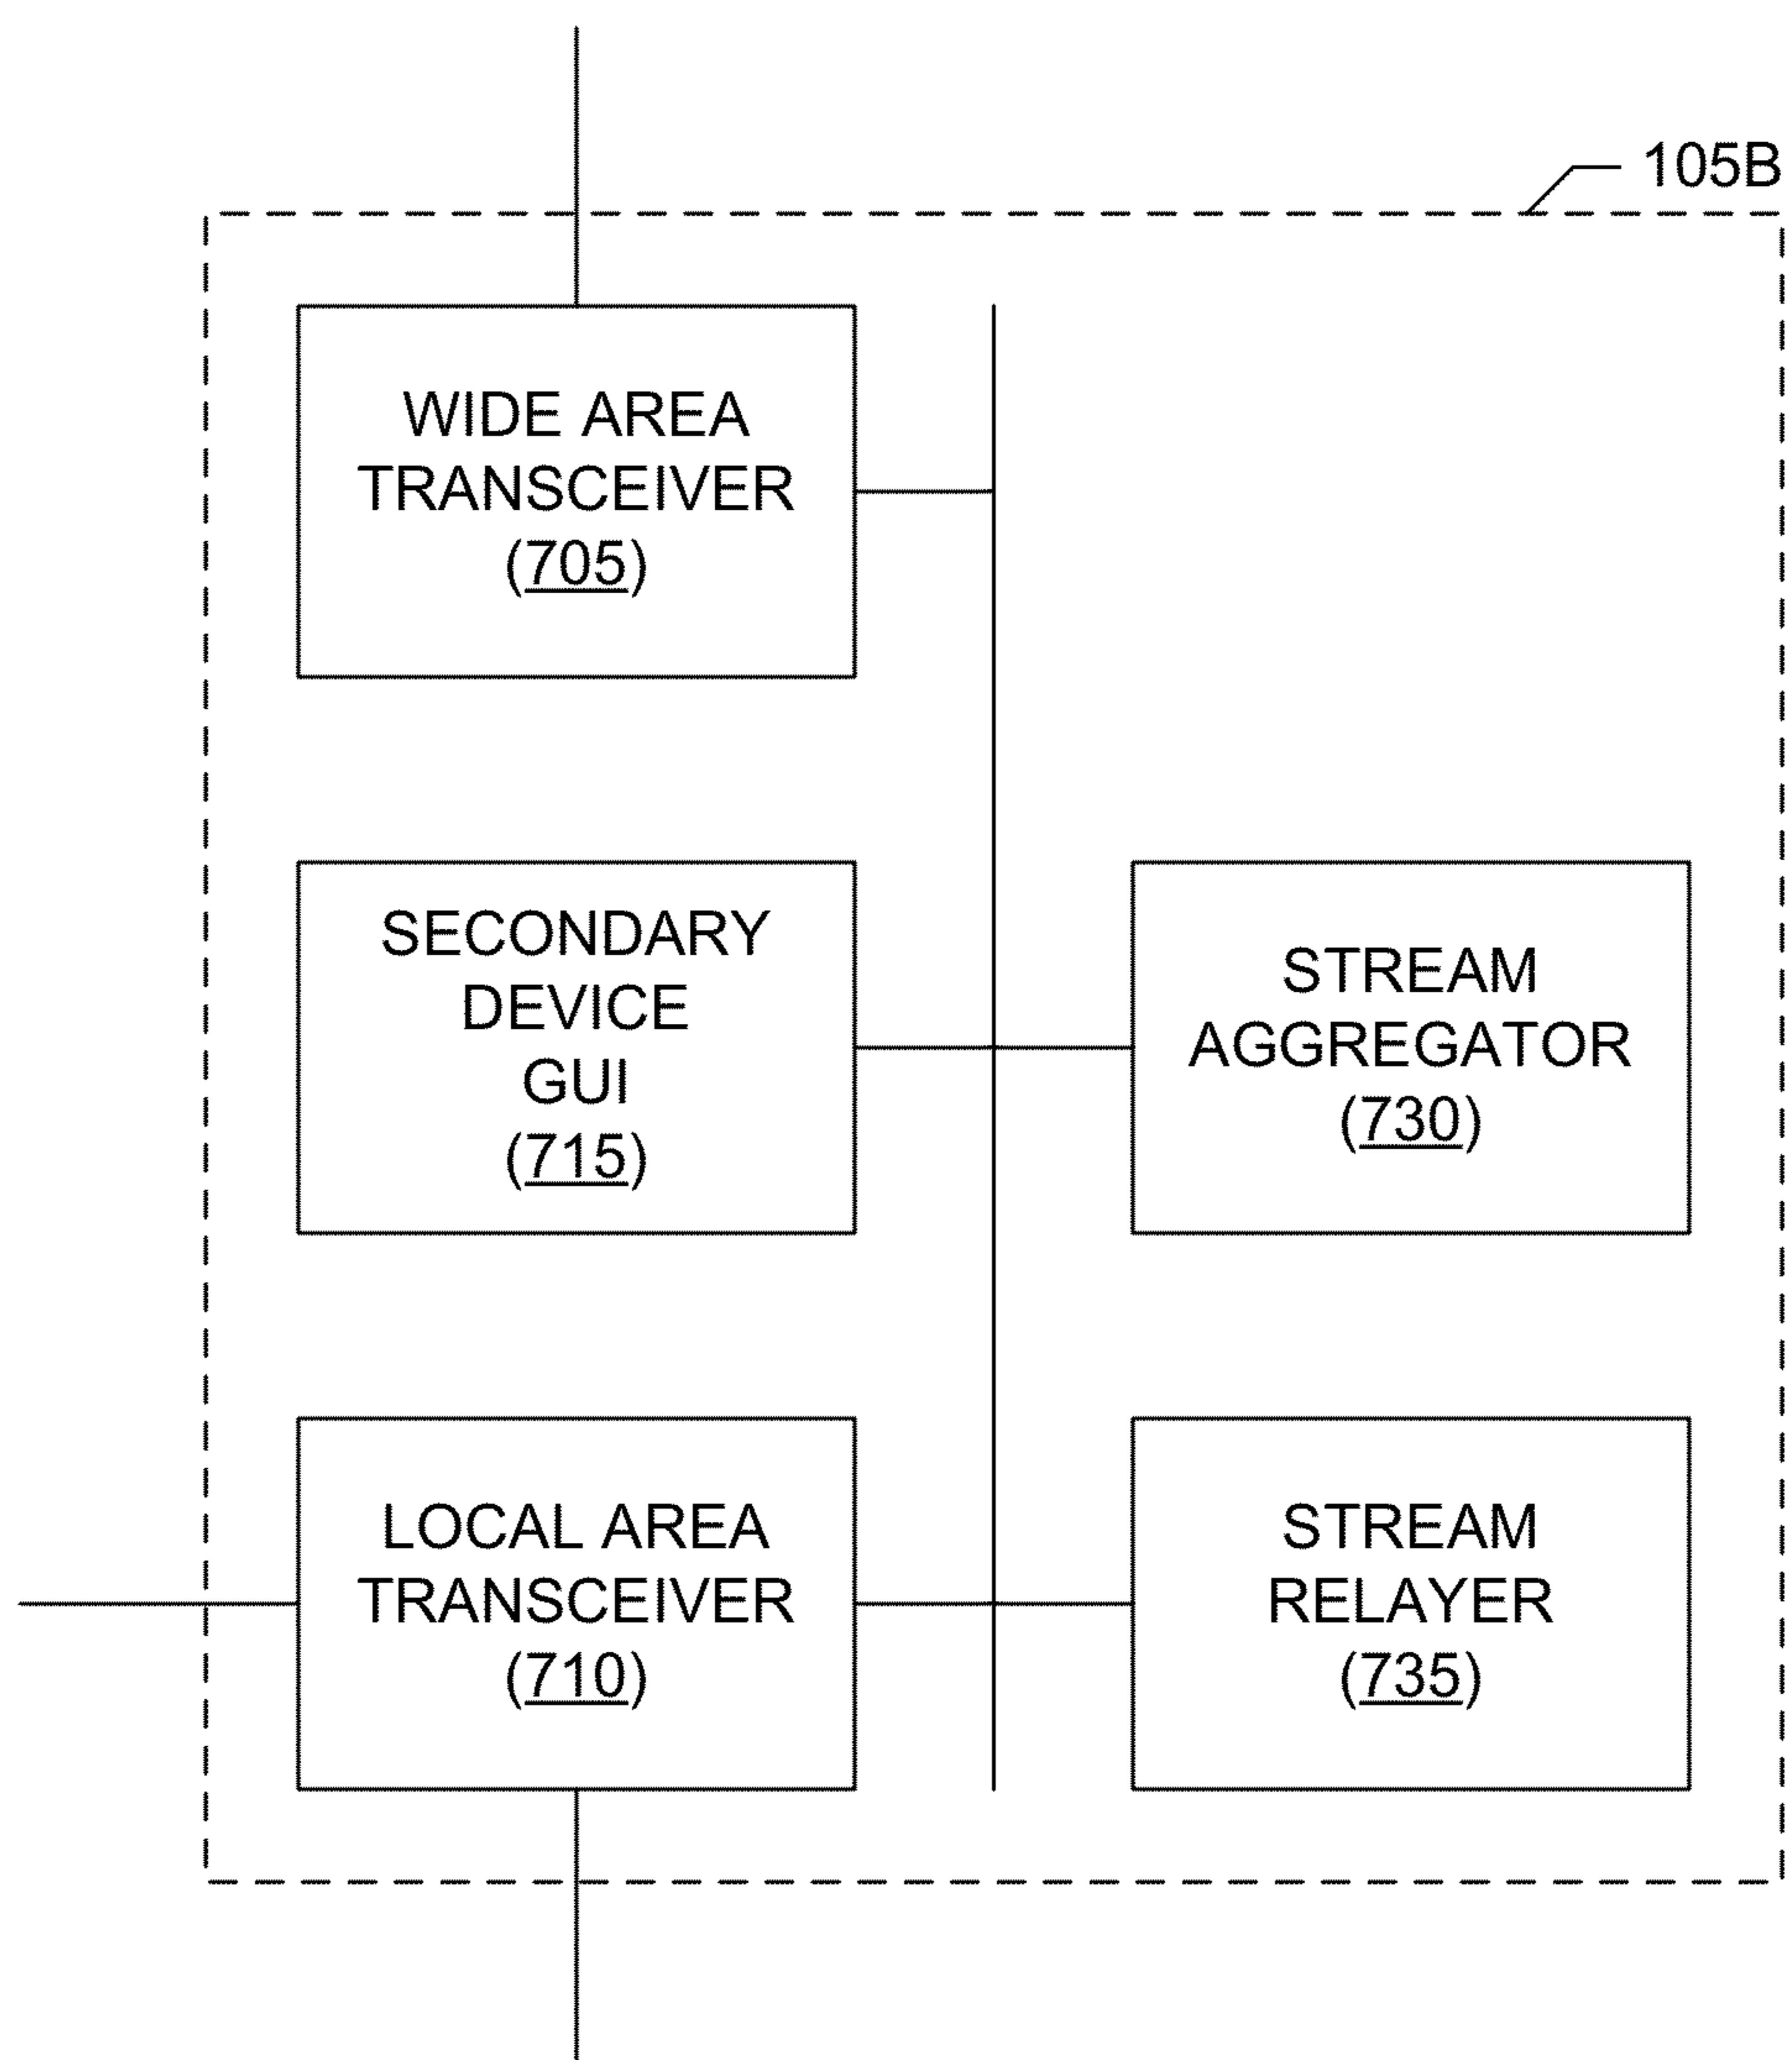 105B
WIDE AREA
TRANSCEIVER
(705)
SECONDARY
DEVICE
GUI
(715)
STREAM
AGGREGATOR
(730)
LOCAL AREA
TRANSCEIVER
(710)
STREAM
RELAYER
(735)